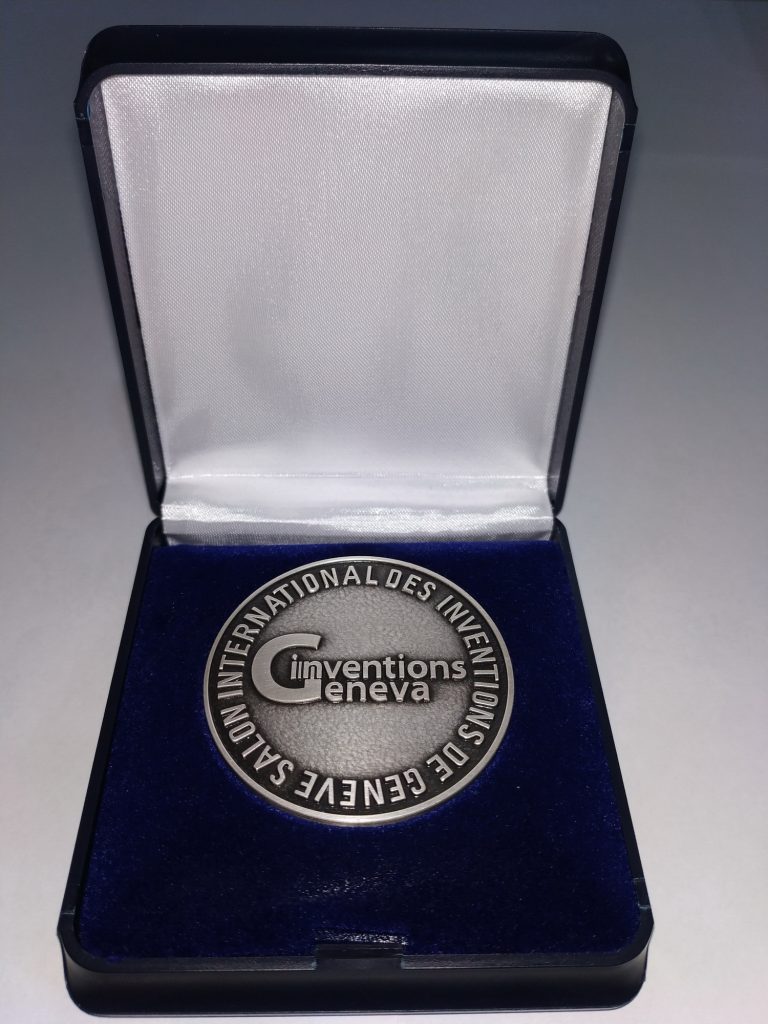 SALON INTERNATIONAL DES INVENTIONS DE GENEVE
inventions
Geneva